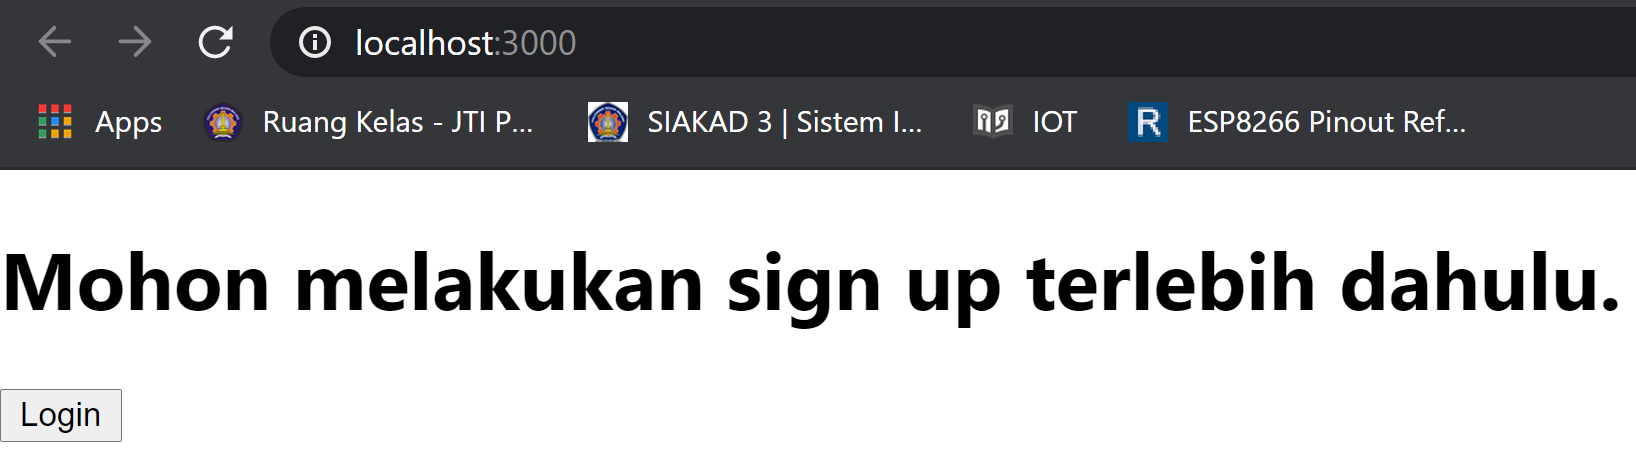 localhost:3000
Apps Ruang Kelas - JTI P... SIAKAD 3 | Sistem I... IOT R ESP8266 Pinout Ref...
Mohon melakukan sign up terlebih dahulu.
Login